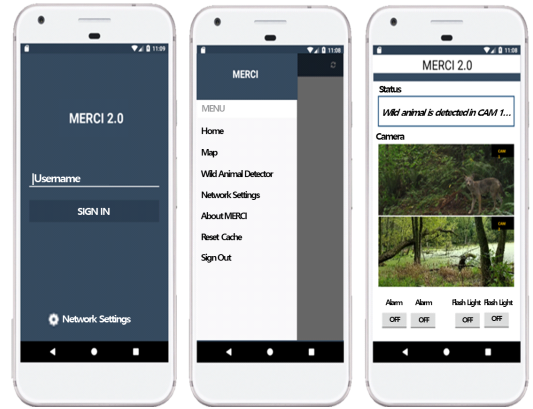 11:09
MERCI 2.0
Username
SIGN IN
Network Settings
11:08
MERCI
MENU
Home
Map
Wild Animal Detector
Network Settings
About MERCI
Reset Cache
Sign Out
11:08
MERCI 2.0
Status
Wild animal is detected in CAM 1...
Camera
CAM
CAM
Alarm Alarm Flash Light Flash Light
OFF OFF OFF OFF